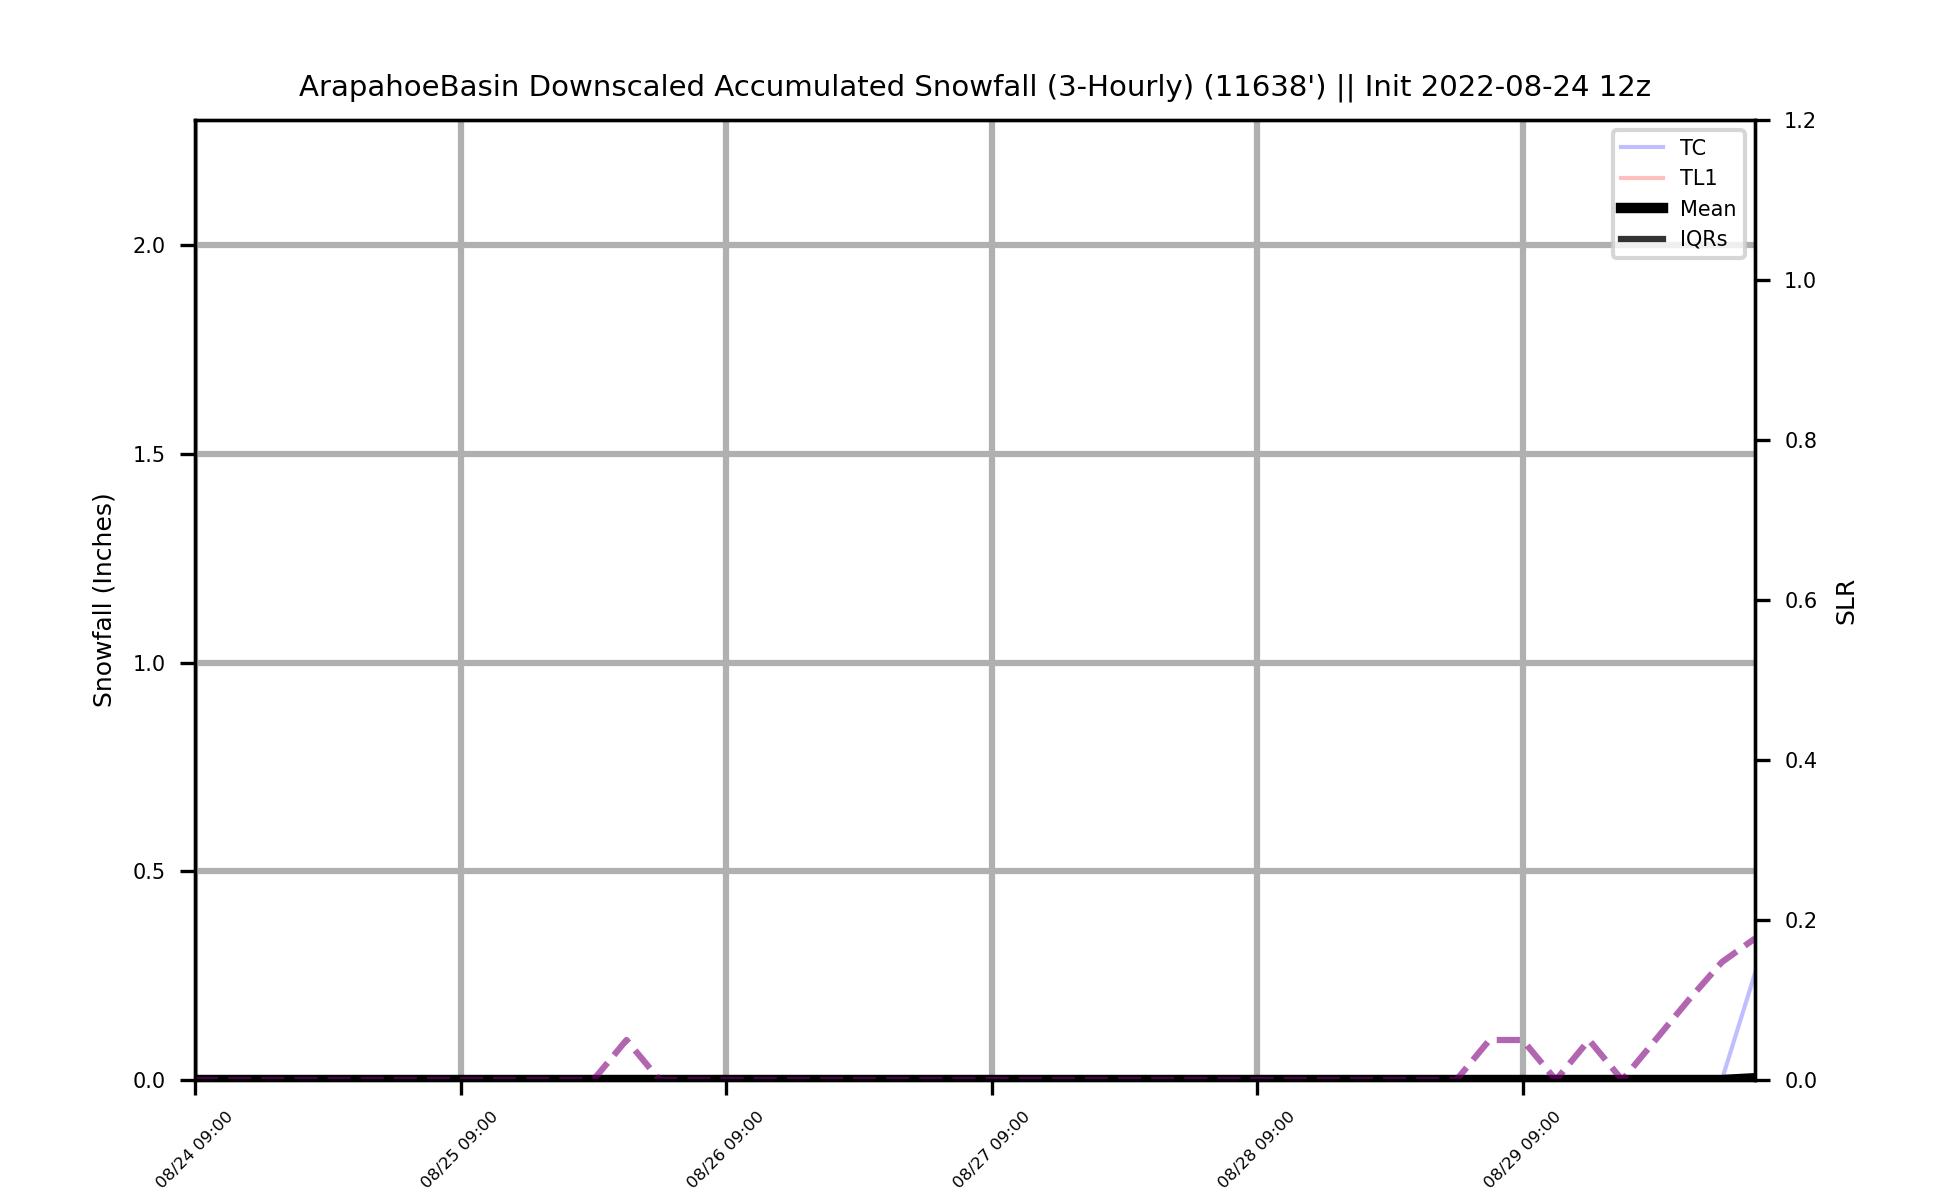 ArapahoeBasin Downscaled Accumulated Snowfall (3-Hourly) (11638') || Init 2022-08-24 12z
TC
TL1
Mean
IQRs
2.0
1.5
1.0
0.5
0.0
Snowfall (Inches)
1.2
1.0
0.8
0.6
0.4
0.2
0.0
SLR
08/24 09:00
08/25 09:00
08/26 09:00
08/27 09:00
08/28 09:00
08/29 09:00